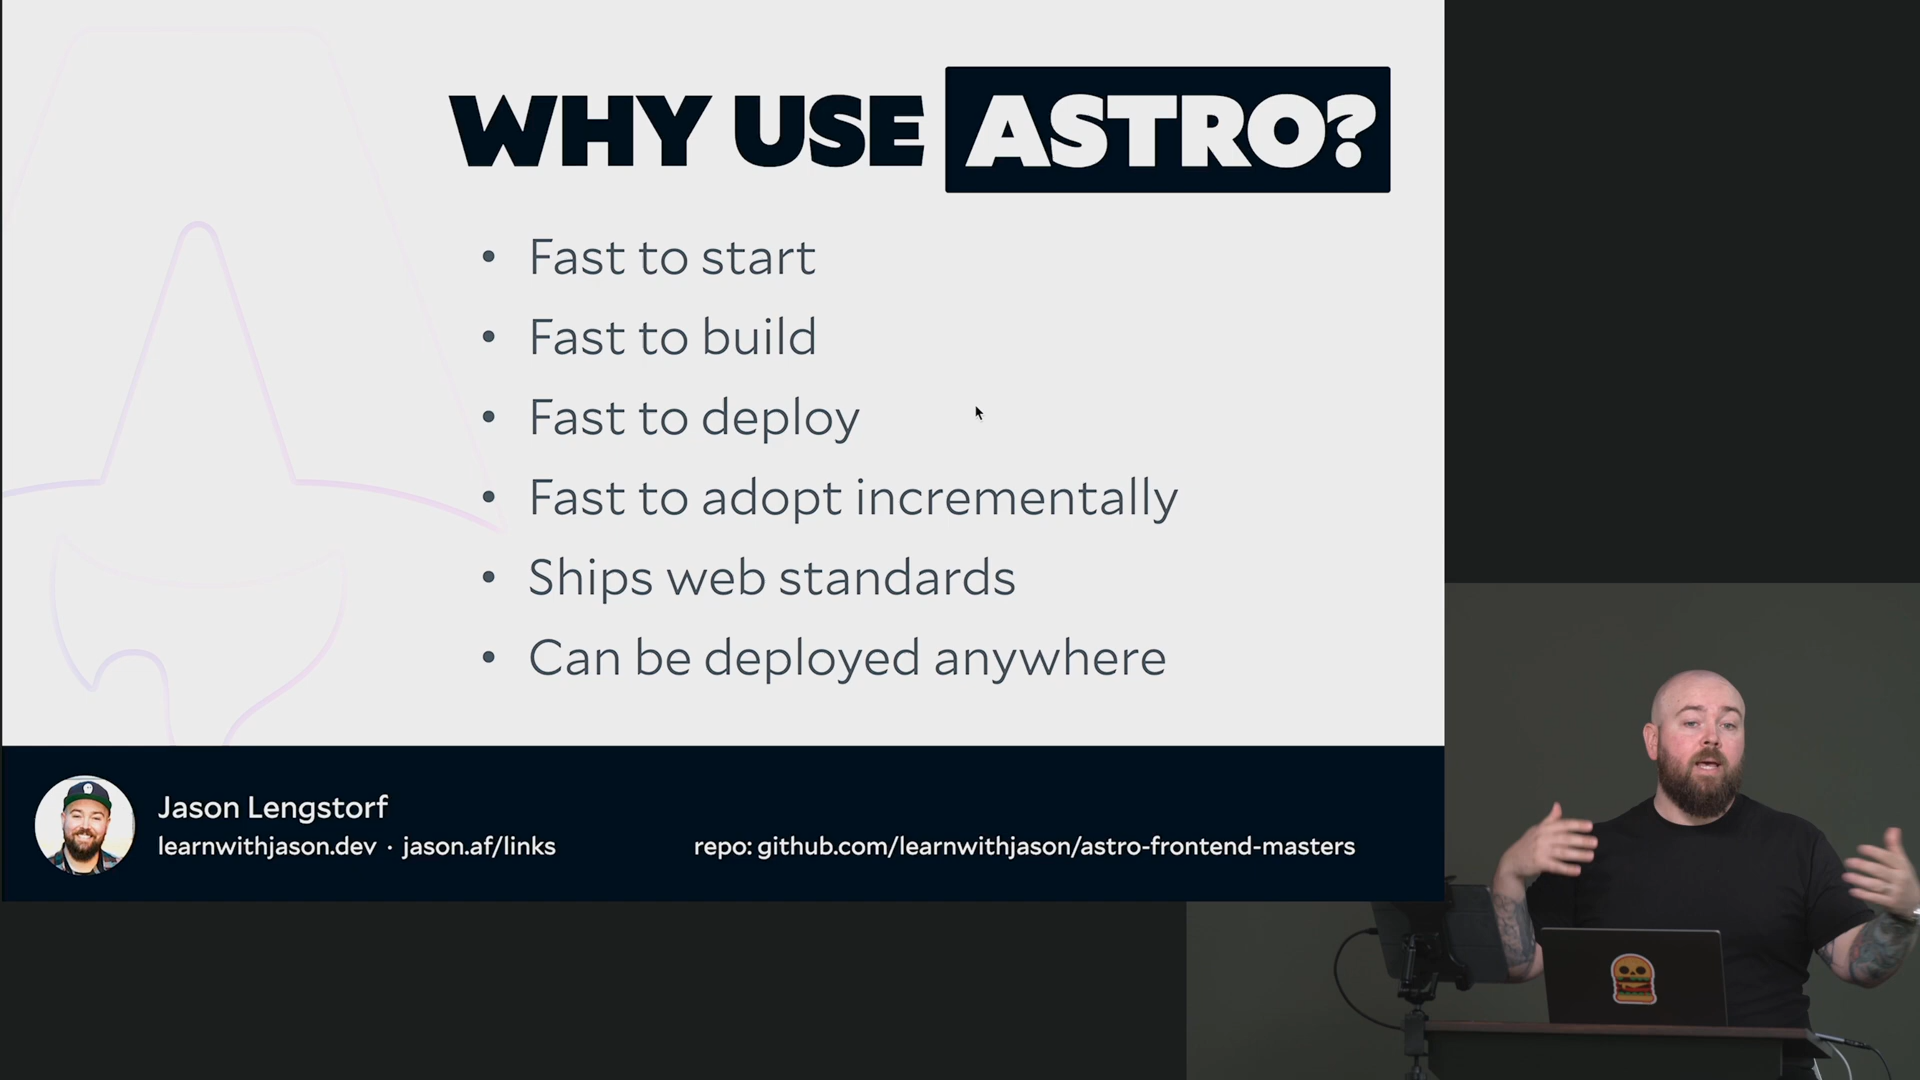 WHY USE ASTRO?
• Fast to start
• Fast to build
• Fast to deploy
• Fast to adopt incrementally
• Ships web standards
• Can be deployed anywhere
Jason Lengstorf
learnwithjason.dev · jason.af/links
repo: github.com/learnwithjason/astro-frontend-masters